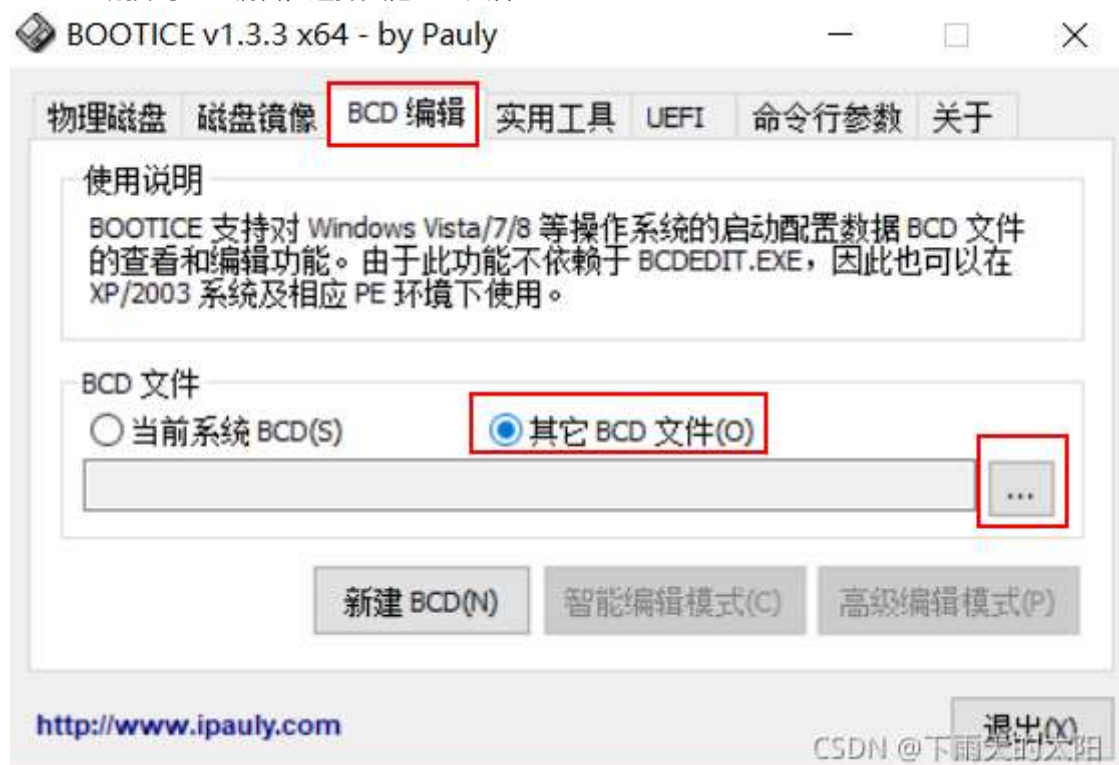 BOOTICE v1.3.3 x64 - by Pauly
物理磁盘 磁盘镜像 BCD 编辑 实用工具 UEFI 命令行参数 关于
使用说明
BOOTICE 支持对 Windows Vista/7/8 等操作系统的启动配置数据 BCD 文件
的查看和编辑功能。由于此功能不依赖于 BCDEDIT.EXE，因此也可以在
XP/2003 系统及相应 PE 环境下使用。
BCD 文件
当前系统 BCD(S) 其它 BCD 文件(O)
...
新建 BCD(N) 智能编辑模式(C) 高级编辑模式(P)
http://www.ipauly.com
退出(X)
CSDN @下雨天的太阳